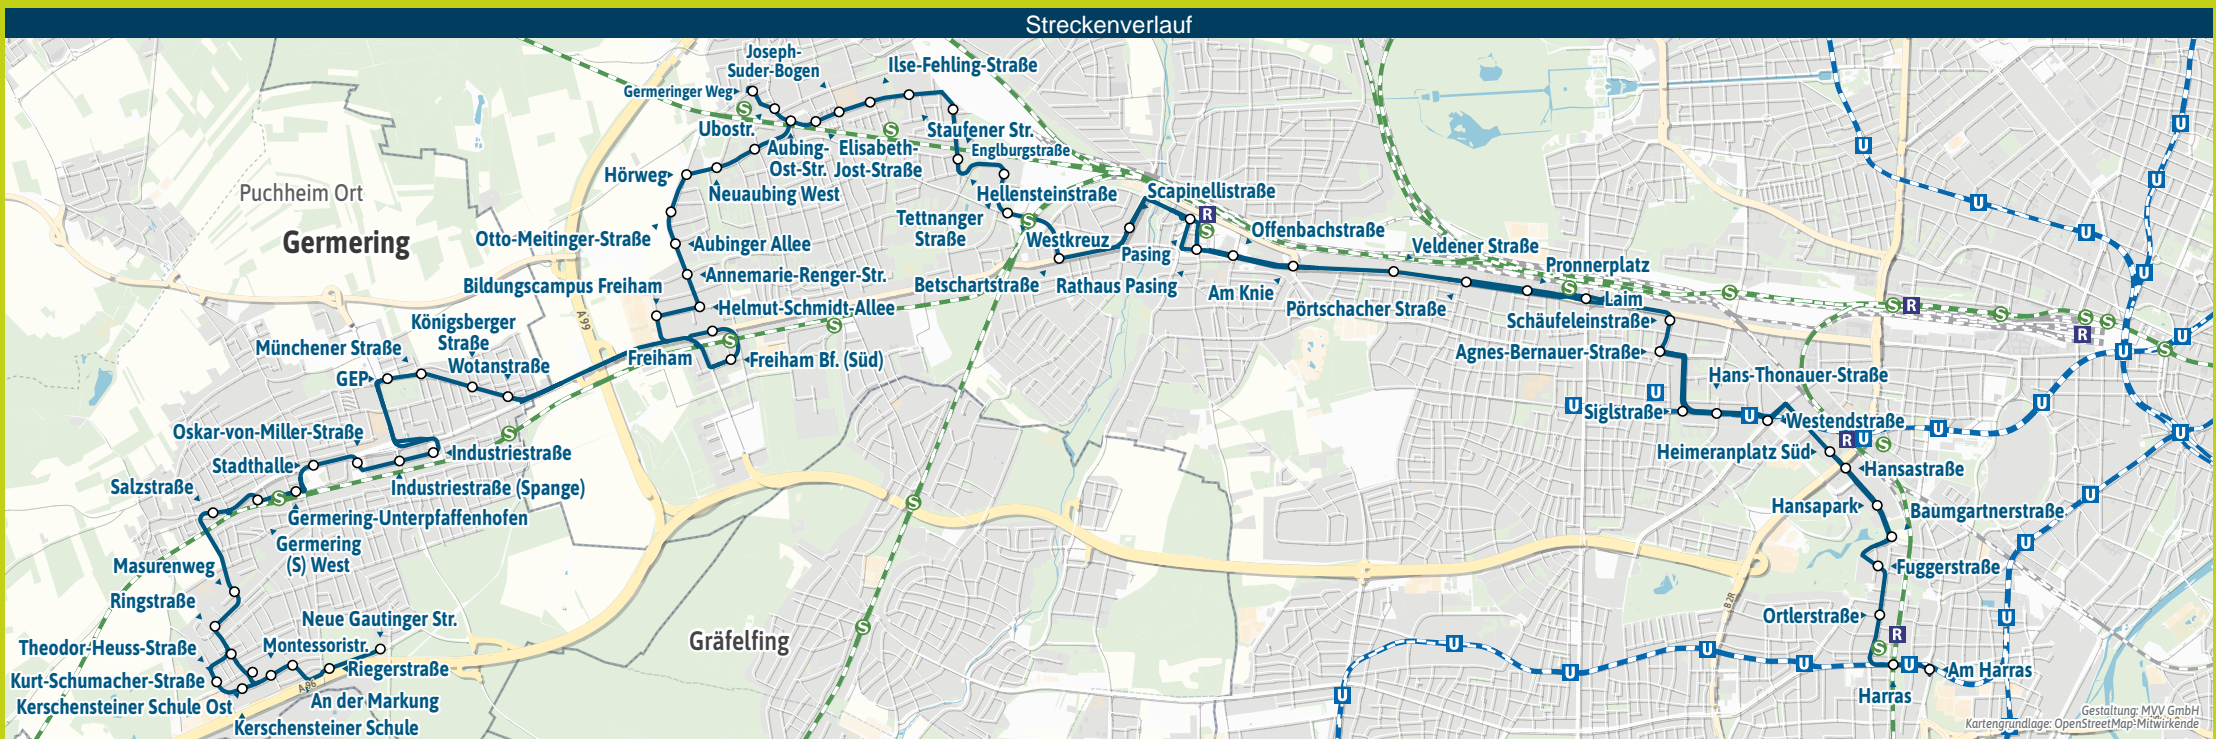 Streckenverlauf
Joseph-
Suder-Bogen
Ilse-Fehling-Straße
Germeringer Weg
S
Ubostr.
S
Staufener Str.
Aubing-
Ost-Str.
Elisabeth-
Jost-Straße
Englburgstraße
Hörweg
Neuaubing West
Hellensteinstraße
Scapinellistraße
Puchheim Ort
Germering
Otto-Meitinger-Straße
Aubinger Allee
Tettnanger
Straße
S
Westkreuz
R
S
Offenbachstraße
Pasing
Veldener Straße
Pronnerplatz
Annemarie-Renger-Str.
Bildungscampus Freiham
Betschartstraße
Rathaus Pasing
Am Knie
S
Laim
S
Helmut-Schmidt-Allee
Pörtschacher Straße
Schäufeleinstraße
S
R
S
S
S
R
A 99
Königsberger
Straße
S
Münchener Straße
Wotanstraße
S
Freiham
Freiham Bf. (Süd)
Agnes-Bernauer-Straße
GEP
Hans-Thonauer-Straße
U
U
Siglstraße
U
Westendstraße
Oskar-von-Miller-Straße
S
Industriestraße
Stadthalle
Heimeranplatz Süd
R
U
S
Hansastraße
Salzstraße
Industriestraße (Spange)
S
Germering-Unterpfaffenhofen
Germering
(S) West
S
Hansapark
Baumgartnerstraße
Masurenweg
Fuggerstraße
Ringstraße
B2R
Neue Gautinger Str.
Ortlerstraße
Theodor-Heuss-Straße
Montessoristr.
S
Gräfelfing
R
S
Riegerstraße
Kurt-Schumacher-Straße
A 96
An der Markung
U
Am Harras
Kerschensteiner Schule Ost
Harras
Kerschensteiner Schule
U
U
U
U
U
U
U
U
U
U
U
S
U
U
U
U
U
U
U
U
U
U
U
Gestaltung: MVV GmbH
Kartengrundlage: OpenStreetMap-Mitwirkende